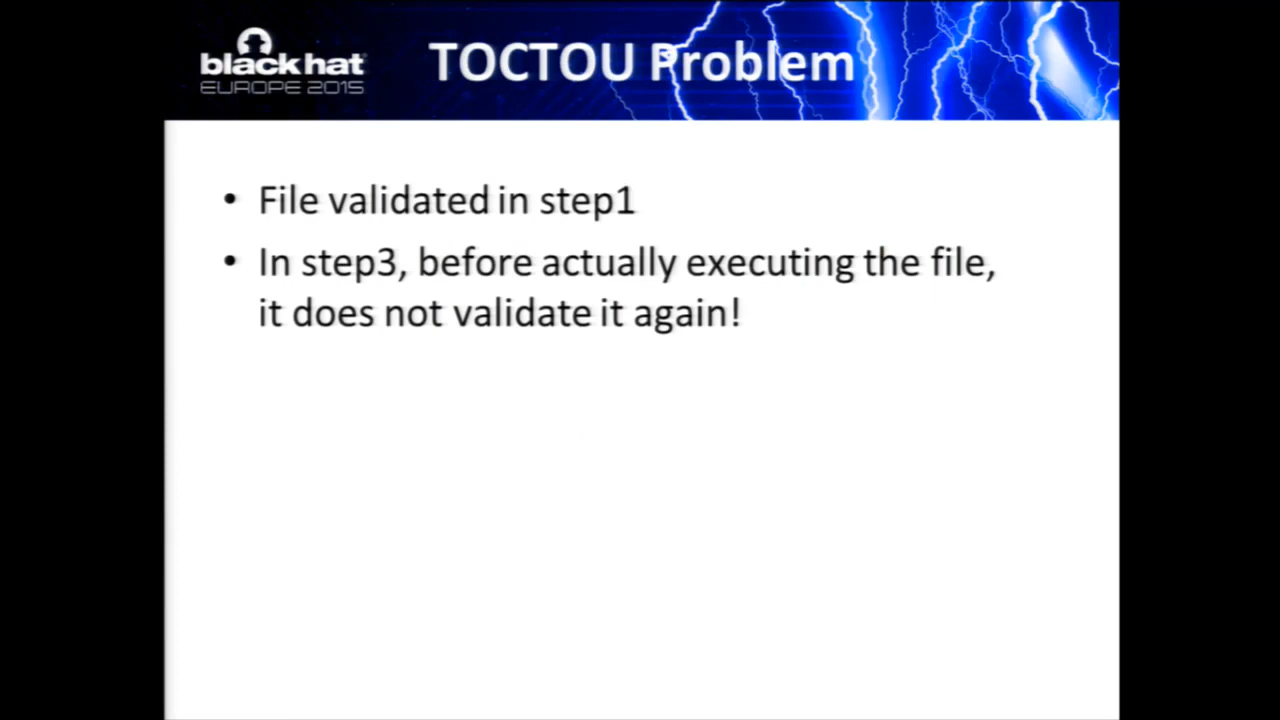 black hat
EUROPE 2015
TOCTOU Problem
• File validated in step1
• In step3, before actually executing the file,
it does not validate it again!